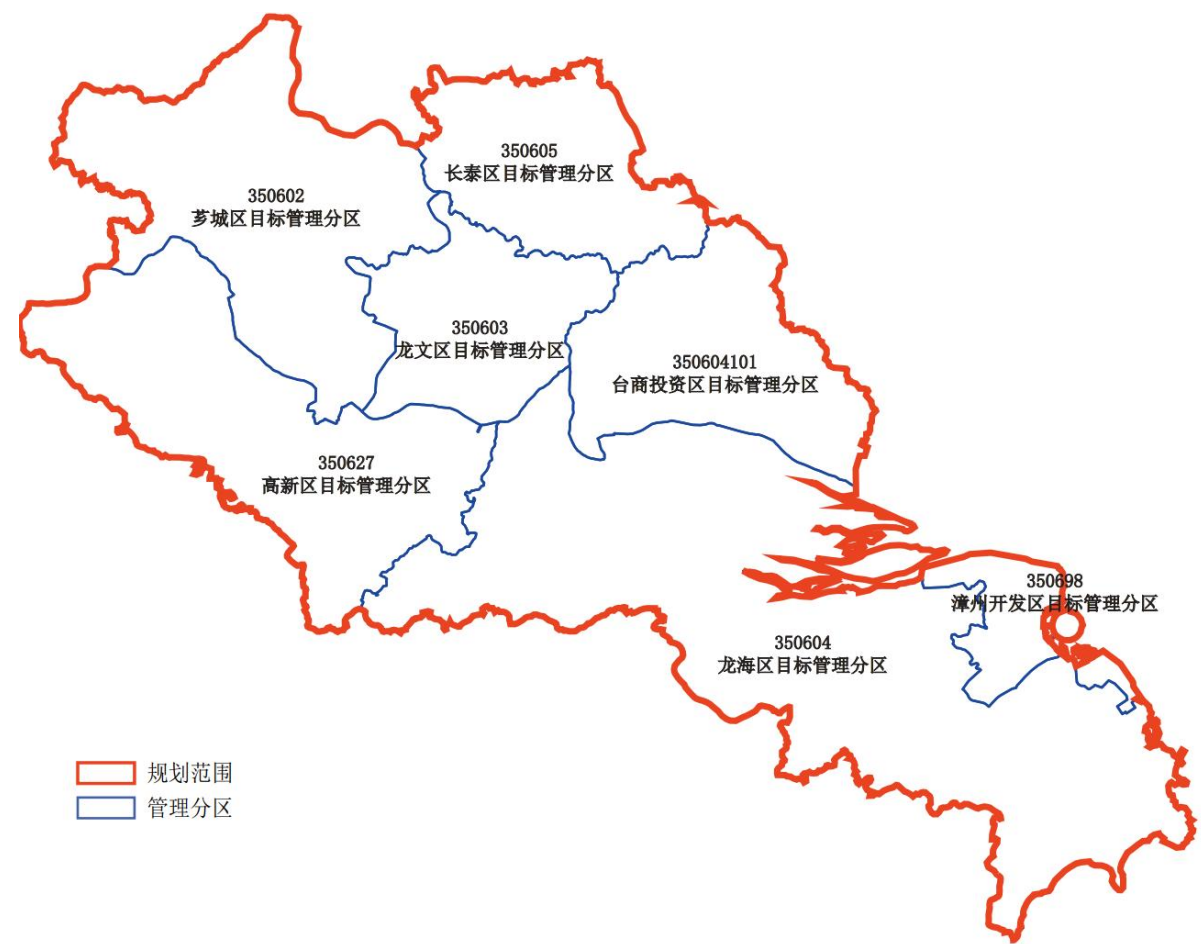 350605
长泰区目标管理分区
350602
芗城区目标管理分区
350603
龙文区目标管理分区
350604101
台商投资区目标管理分区
350627
高新区目标管理分区
350698
漳州开发区目标管理分区
350604
龙海区目标管理分区
规划范围
管理分区